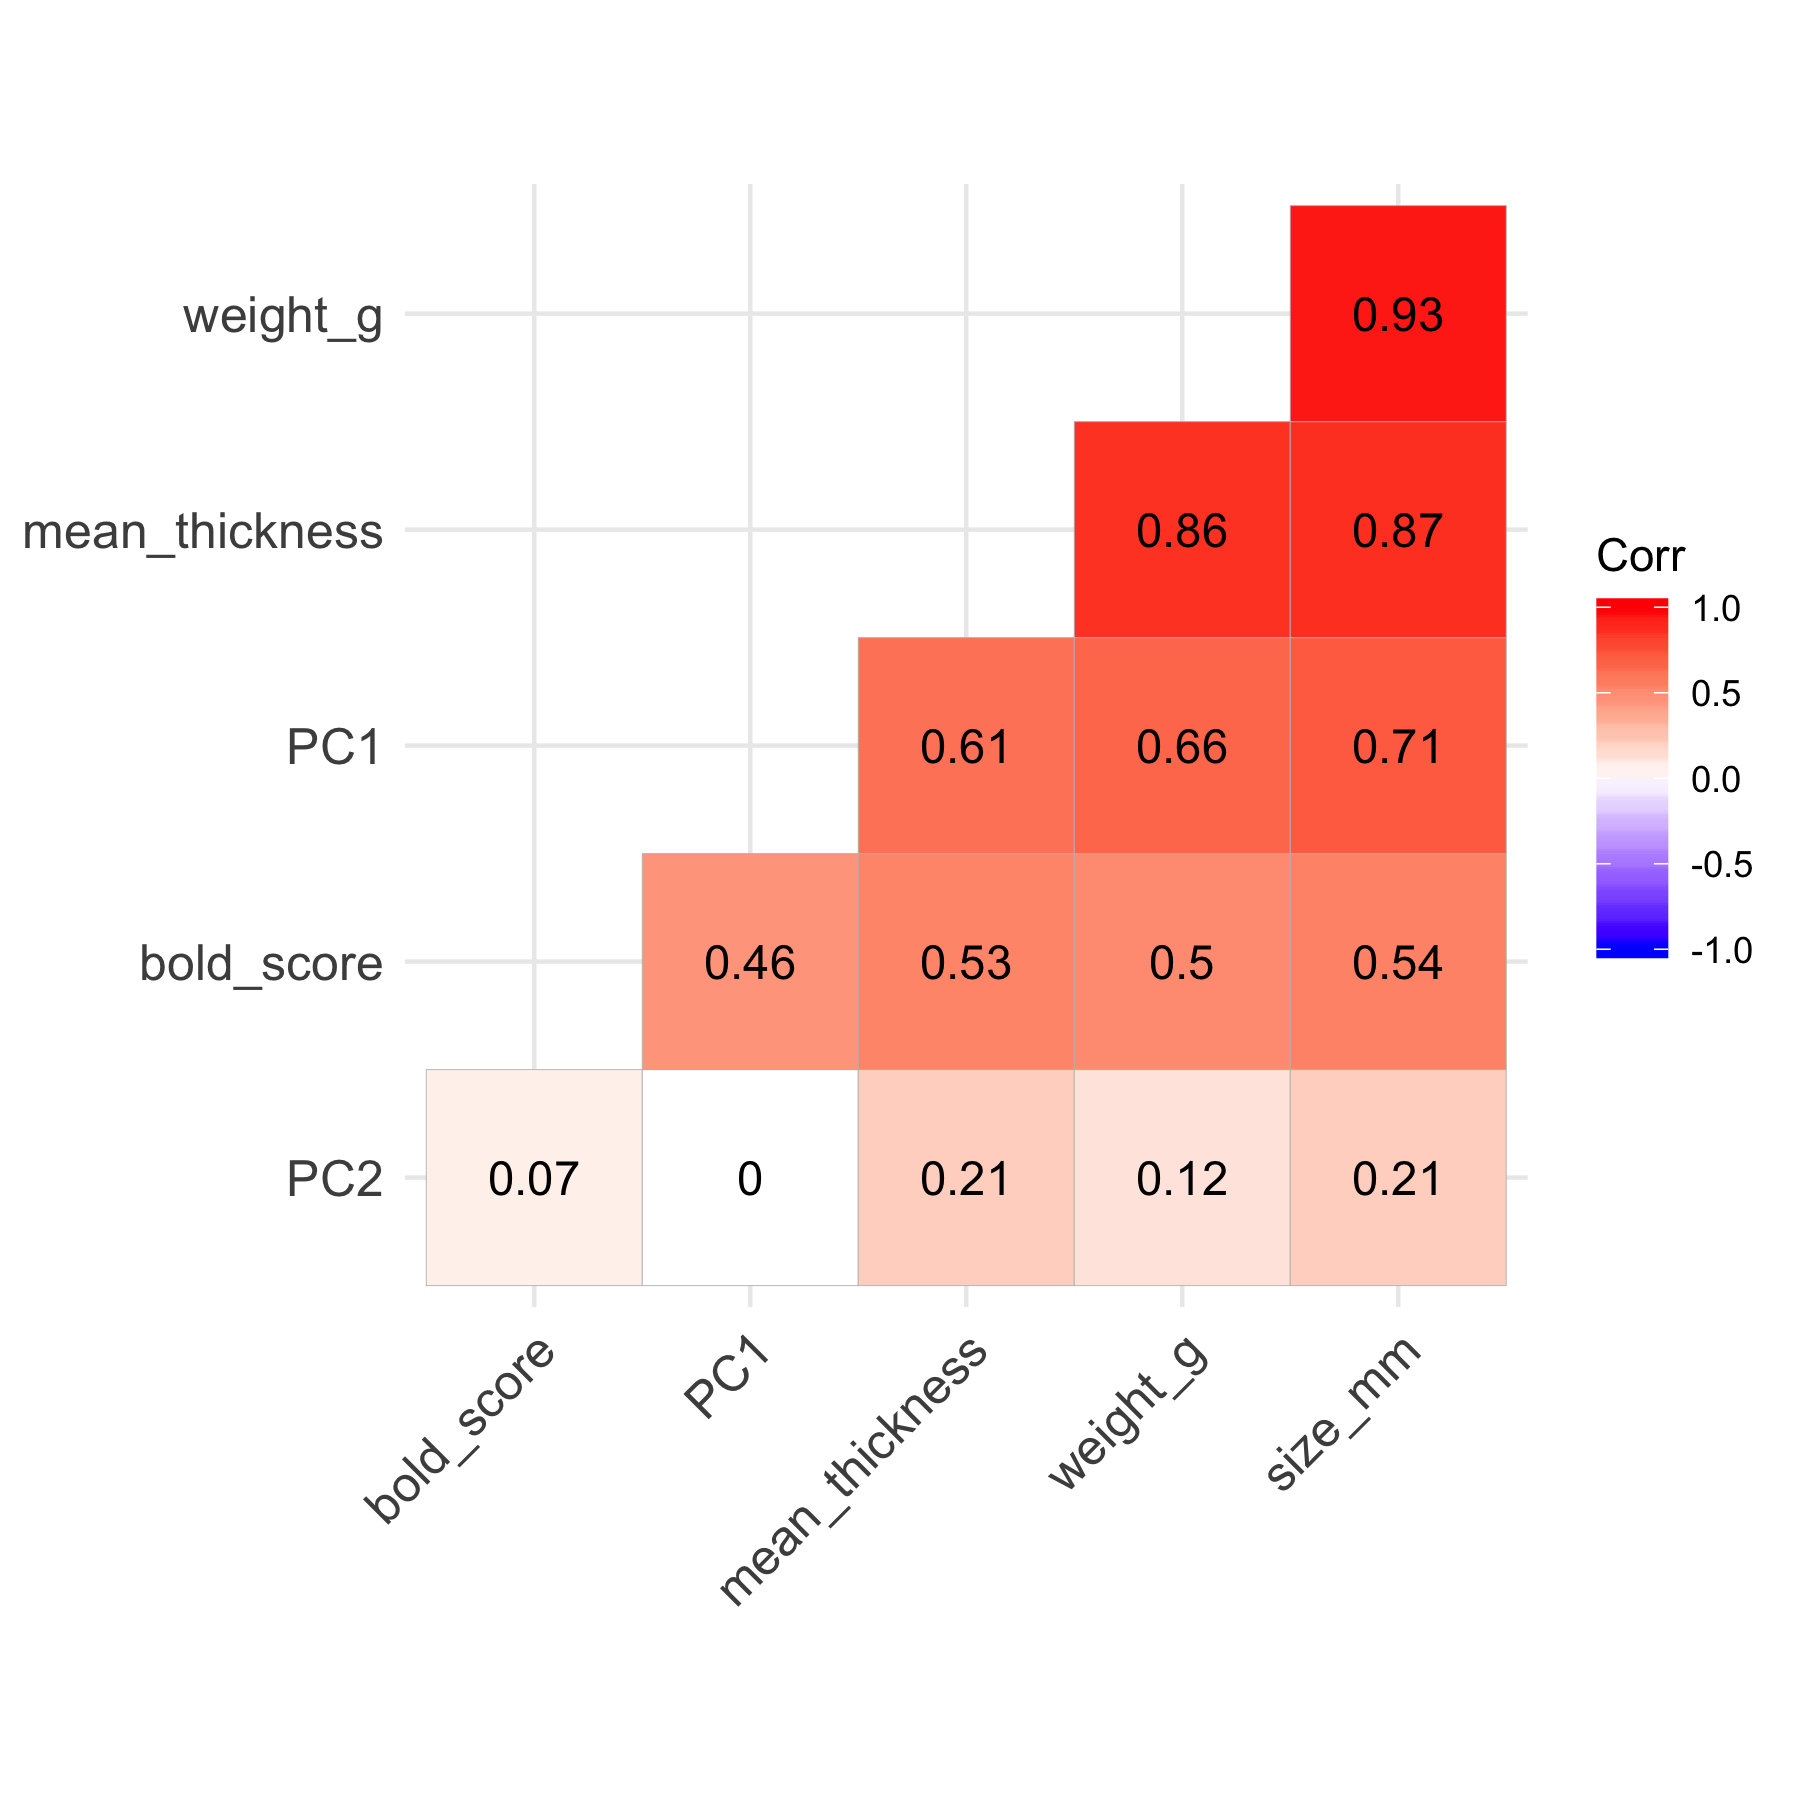 weight_g 0.93
mean_thickness 0.86 0.87
PC1 0.61 0.66 0.71
bold_score 0.46 0.53 0.5 0.54
PC2 0.07 0 0.21 0.12 0.21
bold_score PC1 mean_thickness weight_g size_mm
Corr
1.0
0.5
0.0
-0.5
-1.0